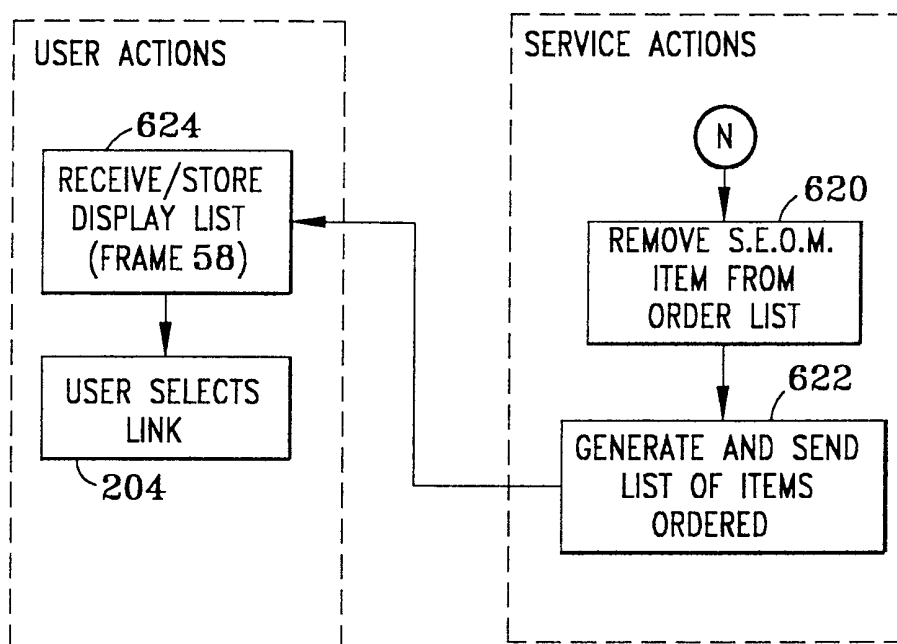 USER ACTIONS
624
RECEIVE/STORE
DISPLAY LIST
(FRAME 58)
USER SELECTS
LINK
204
SERVICE ACTIONS
N
620
REMOVE S.E.O.M.
ITEM FROM
ORDER LIST
622
GENERATE AND SEND
LIST OF ITEMS
ORDERED